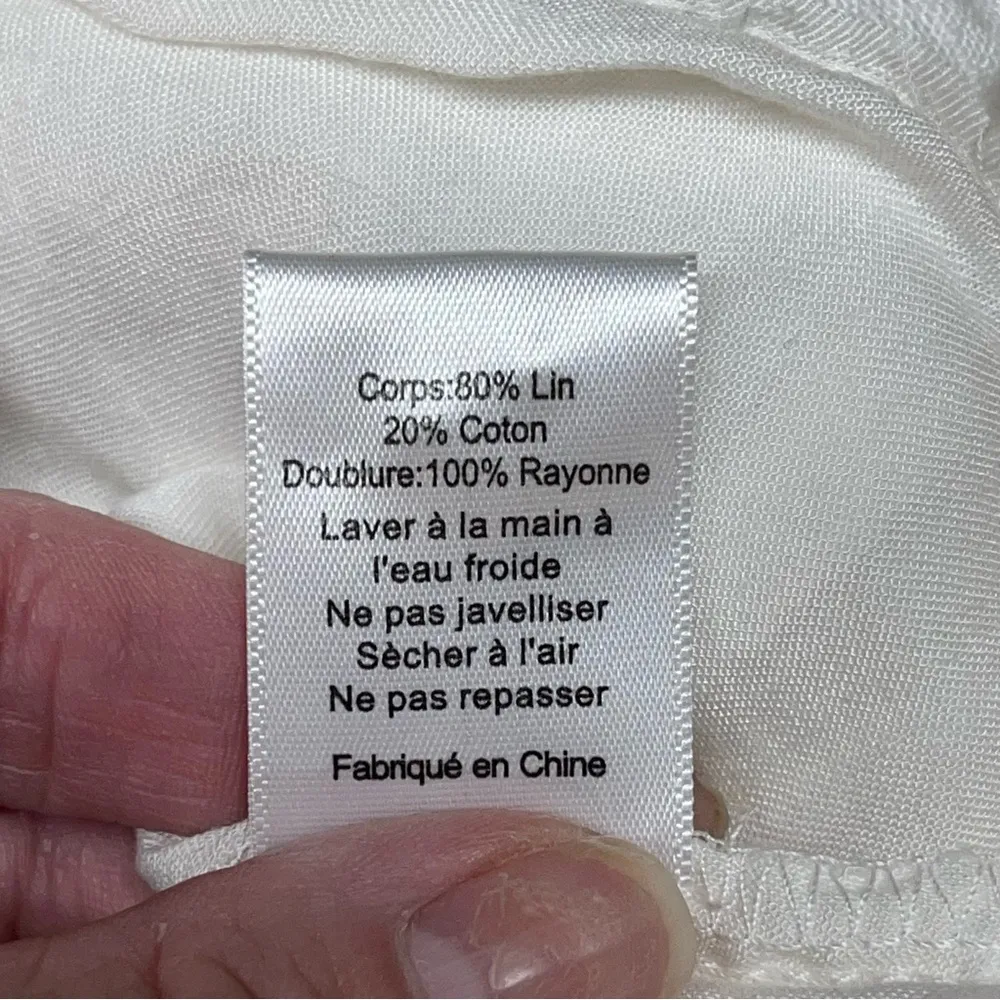 Corps:80% Lin
20% Coton
Doublure:100% Rayonne
Laver à la main à
l'eau froide
Ne pas javelliser
Sècher à l'air
Ne pas repasser
Fabriqué en Chine